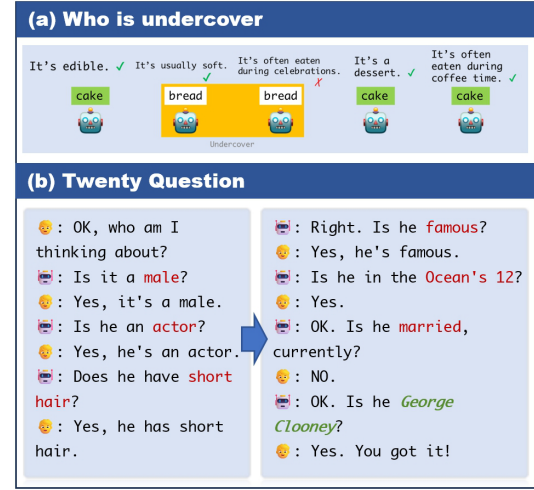 (a) Who is undercover
It's edible. ✓
It's usually soft.
✓
It's often eaten
during celebrations.
✗
It's a
dessert. ✓
It's often
eaten during
coffee time. ✓
cake
bread
bread
cake
cake
Undercover
(b) Twenty Question
: OK, who am I
thinking about?
: Is it a male?
: Yes, it's a male.
: Is he an actor?
: Yes, he's an actor.
: Does he have short
hair?
: Yes, he has short
hair.
: Right. Is he famous?
: Yes, he's famous.
: Is he in the Ocean's 12?
: Yes.
: OK. Is he married,
currently?
: NO.
: OK. Is he George
Clooney?
: Yes. You got it!